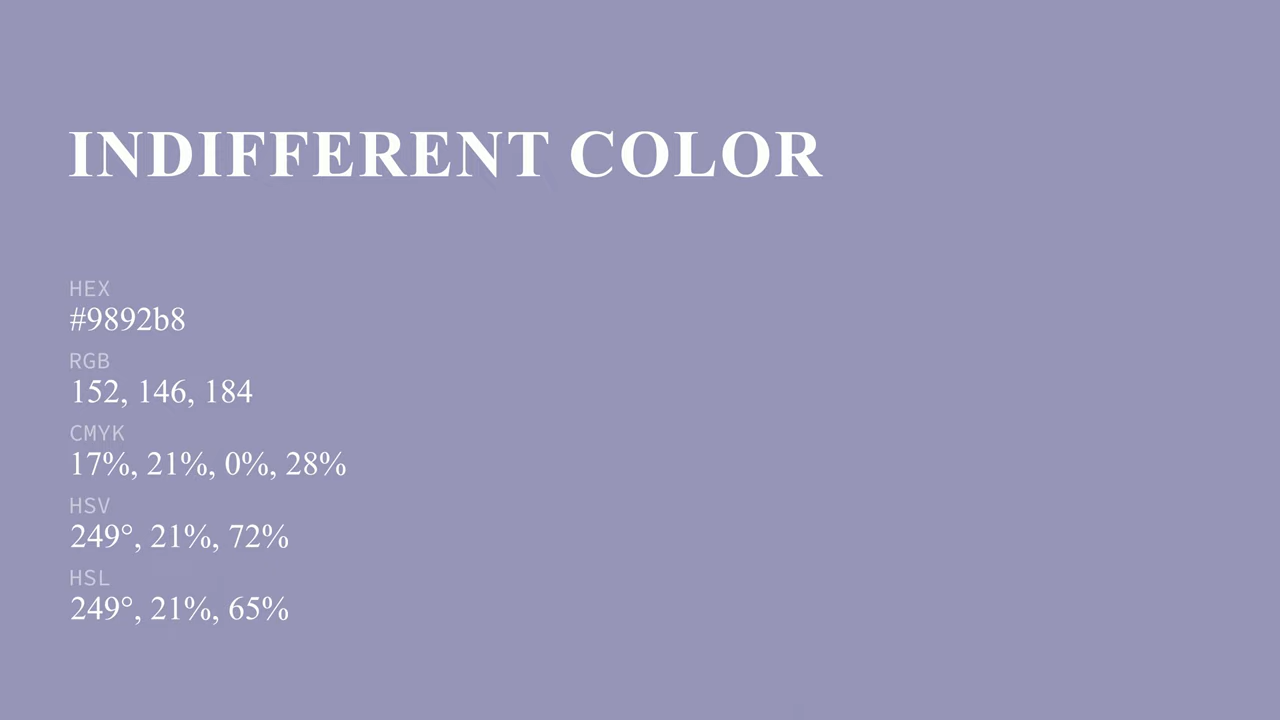 INDIFFERENT COLOR
HEX
#9892b8
RGB
152, 146, 184
CMYK
17%, 21%, 0%, 28%
HSV
249°, 21%, 72%
HSL
249°, 21%, 65%